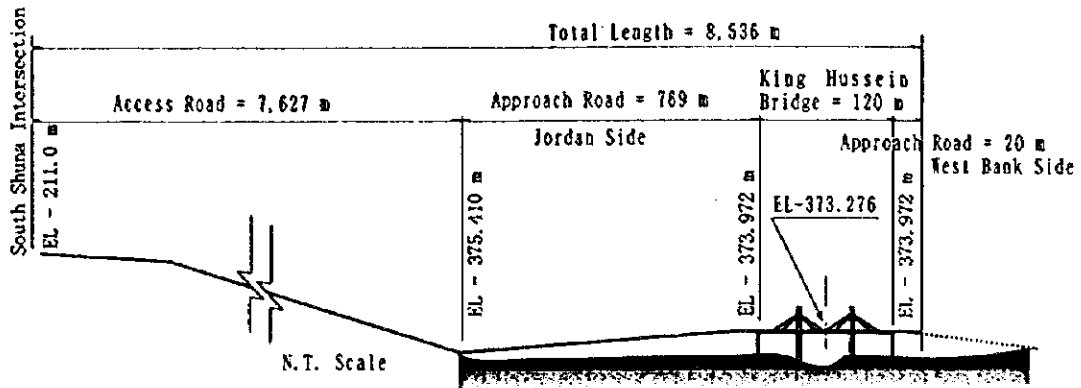 Total Length = 8,536 m
South Shuna Intersection
Access Road = 7,627 m
Approach Road = 769 m
King Hussein
Bridge = 120 m
Jordan Side
Approach Road = 20 m
West Bank Side
EL - 211.0 m
EL - 375.410 m
EL - 373.972 m
EL-373.276
EL - 373.972 m
N.T. Scale